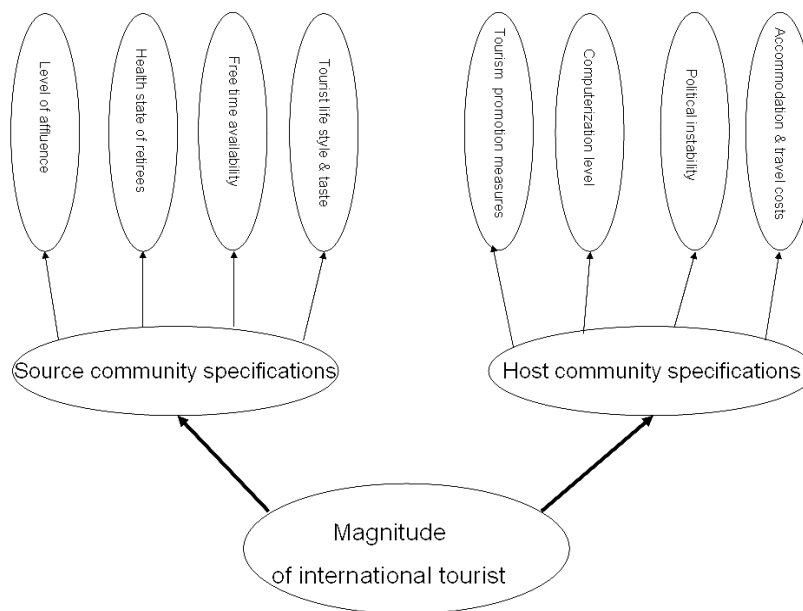 Level of affluence
Health state of retirees
Free time availability
Tourist life style & taste
Tourism promotion measures
Computerization level
Political instability
Accommodation & travel costs
Source community specifications
Host community specifications
Magnitude
of international tourist